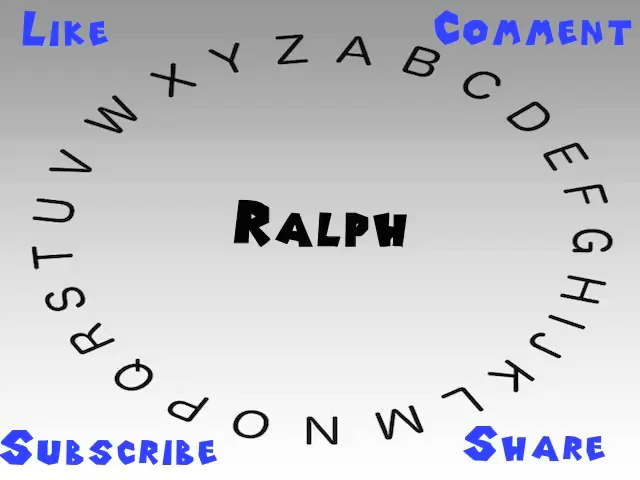 Like
Comment
A B C D E F G H I J K L M N O P Q R S T U V W X Y Z
Ralph
Subscribe
Share